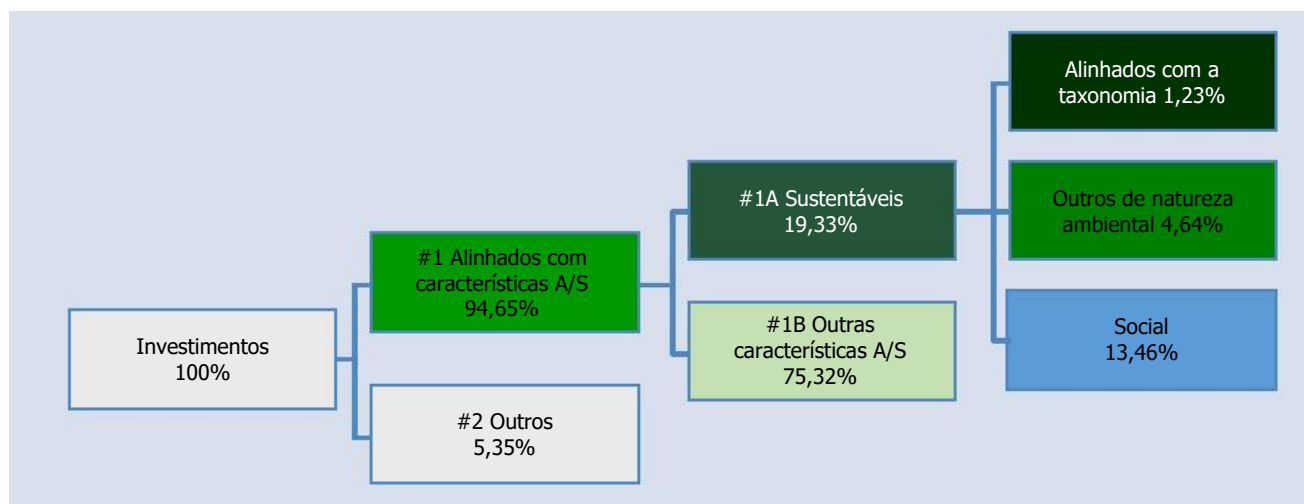 Investimentos
100%
#1 Alinhados com
características A/S
94,65%
#2 Outros
5,35%
#1A Sustentáveis
19,33%
#1B Outras
características A/S
75,32%
Alinhados com a
taxonomia 1,23%
Outros de natureza
ambiental 4,64%
Social
13,46%